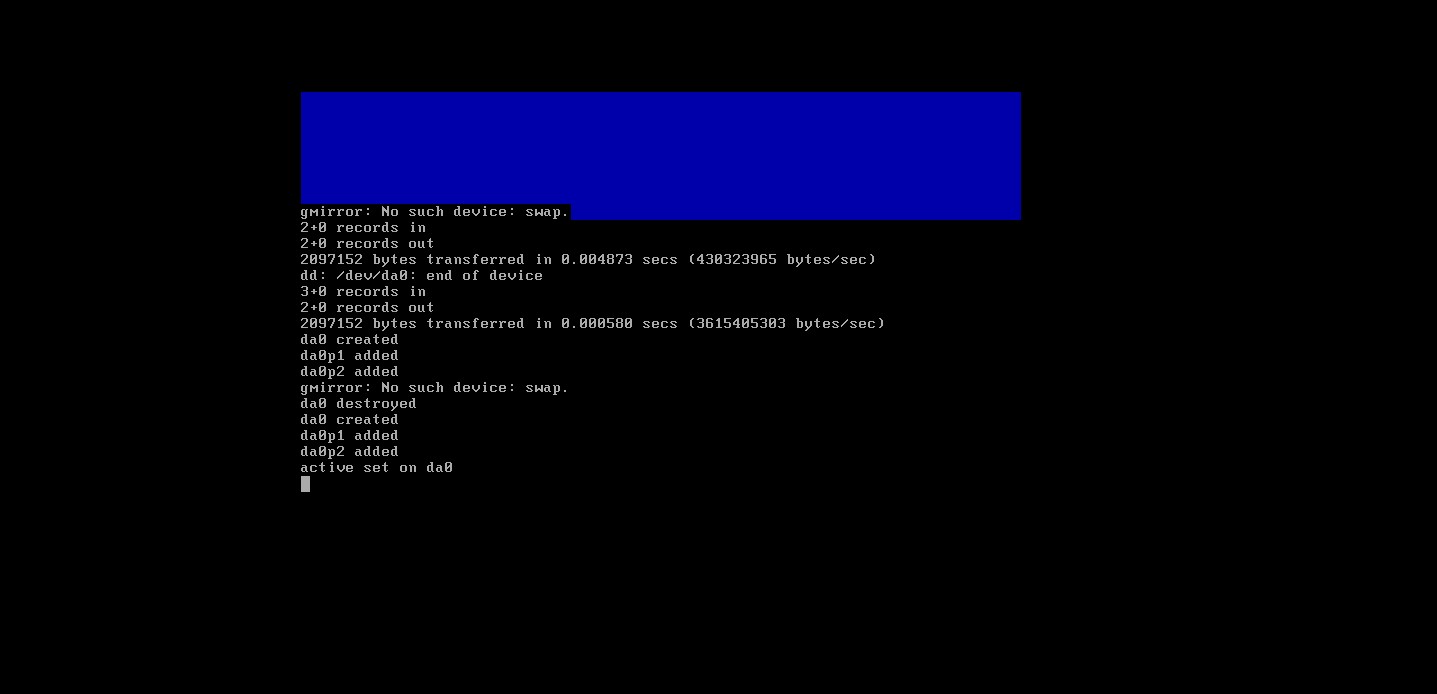 gmirror: No such device: swap.
2+0 records in
2+0 records out
2097152 bytes transferred in 0.004873 secs (430323965 bytes/sec)
dd: /dev/da0: end of device
3+0 records in
2+0 records out
2097152 bytes transferred in 0.000580 secs (3615405303 bytes/sec)
da0 created
da0p1 added
da0p2 added
gmirror: No such device: swap.
da0 destroyed
da0 created
da0p1 added
da0p2 added
active set on da0